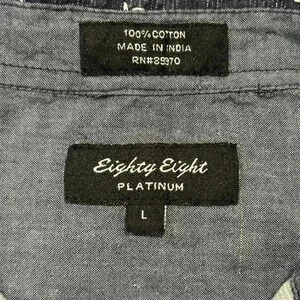 100% COTTON
MADE IN INDIA
RN#89970
Eighty Eight
PLATINUM
L